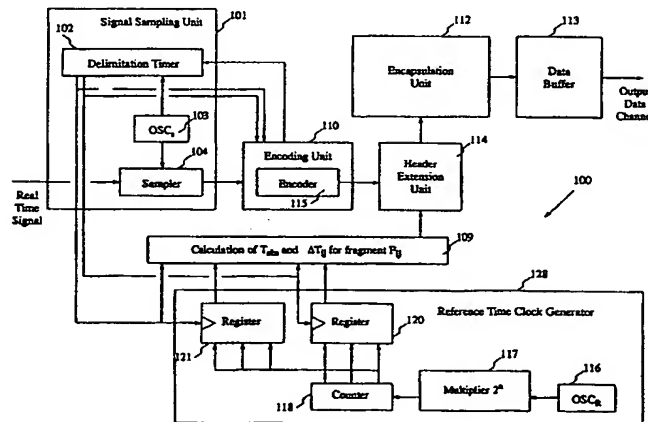 Signal Sampling Unit
101
102
Delimitation Timer
103
OSCs
104
Sampler
Real
Time
Signal
110
Encoding Unit
Encoder
115
112
Encapsulation
Unit
113
Data
Buffer
Output
Data
Channel
114
Header
Extension
Unit
100
Calculation of Tabs and ΔTij for fragment Fij
109
128
Reference Time Clock Generator
Register
121
Register
120
118
Counter
117
Multiplier 2ⁿ
116
OSCR